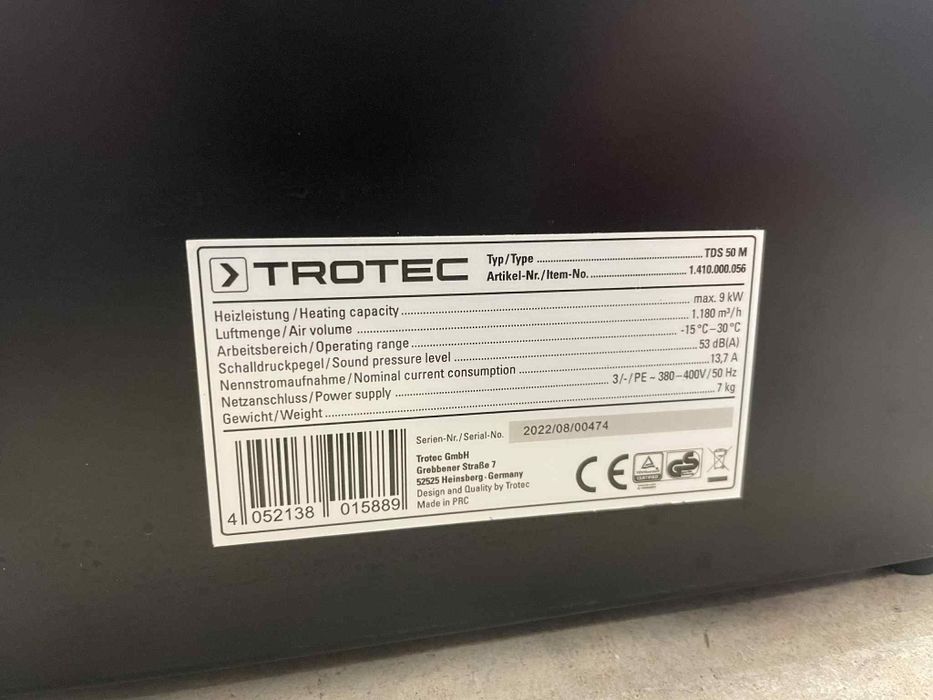 TROTEC
Typ/Type ........ TDS 50 M
Artikel-Nr./Item-No. ........ 1.410.000.056
Heizleistung/Heating capacity ........ max. 9 kW
Luftmenge/Air volume ........ 1.180 m³/h
Arbeitsbereich/Operating range ........ -15 °C–30 °C
Schalldruckpegel/Sound pressure level ........ 53 dB(A)
Nennstromaufnahme/Nominal current consumption ........ 13,7 A
Netzanschluss/Power supply ........ 3/-/PE ~ 380–400V/50 Hz
Gewicht/Weight ........ 7 kg
Serien-Nr./Serial-No. 2022/08/00474
Trotec GmbH
Grebbener Straße 7
52525 Heinsberg·Germany
Design and Quality by Trotec
Made in PRC
4 052138 015889
CE